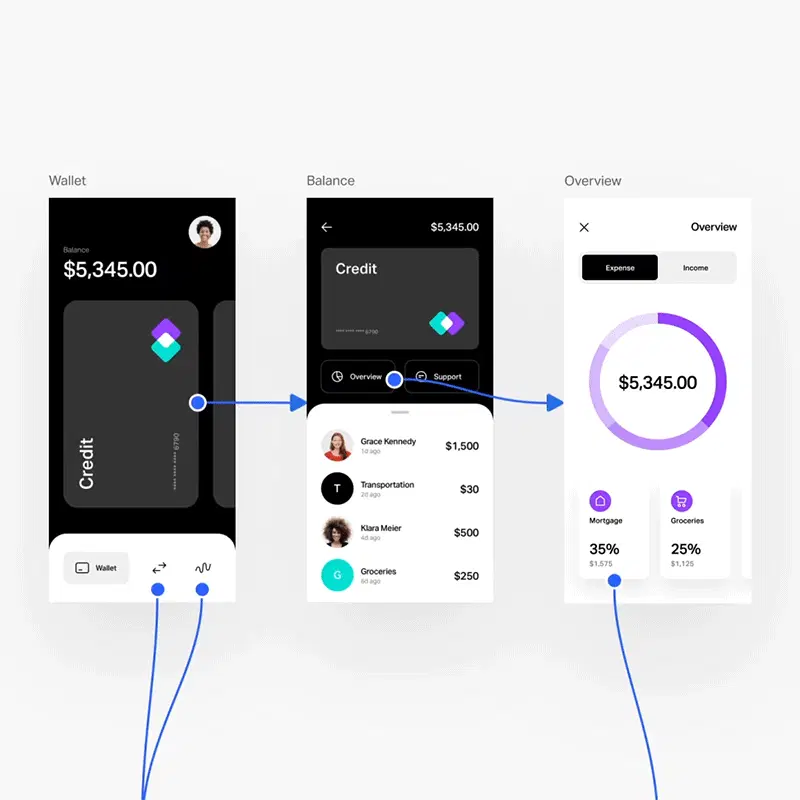 Wallet
Balance
$5,345.00
Credit
6790
Wallet
Balance
$5,345.00
Credit
6790
Overview
Support
Grace Kennedy
1d ago
$1,500
T
Transportation
2d ago
$30
Klara Meier
4d ago
$500
G
Groceries
6d ago
$250
Overview
Overview
Expense
Income
$5,345.00
Mortgage
35%
$1,575
Groceries
25%
$1,125